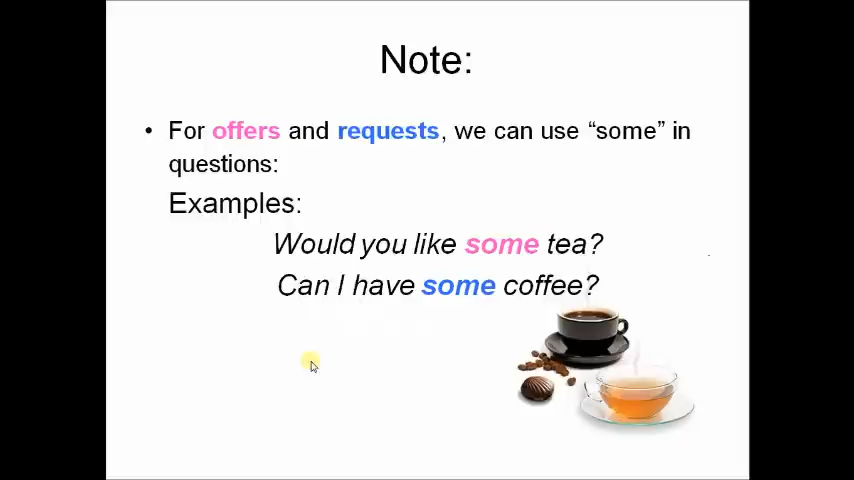 Note:
• For offers and requests, we can use “some” in
questions:
Examples:
Would you like some tea?
Can I have some coffee?